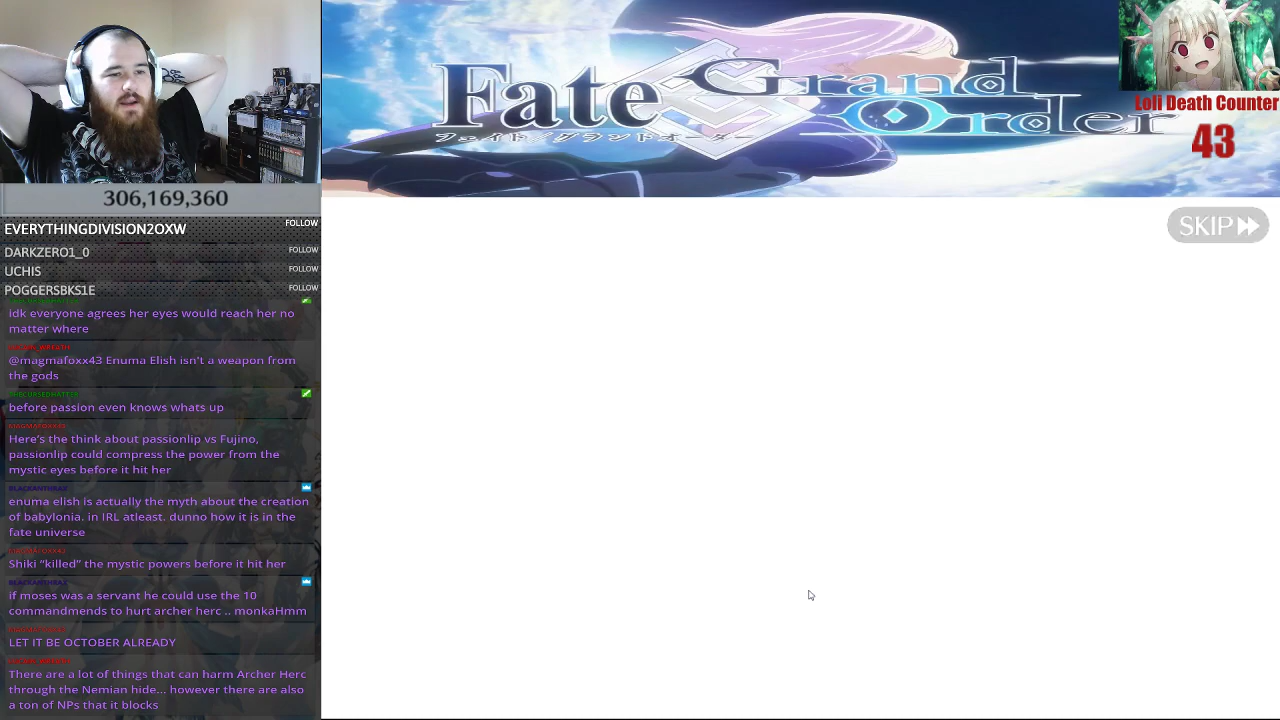 Fate Grand Order
フェイト/グランドオーダー
Loli Death Counter
43
306,169,360
SKIP
EVERYTHINGDIVISION2OXW FOLLOW
DARKZERO1_0 FOLLOW
UCHIS FOLLOW
POGGERSBKS1E FOLLOW
idk everyone agrees her eyes would reach her no
matter where
@magmafoxx43 Enuma Elish isn't a weapon from
the gods
before passion even knows whats up
MAGMAFOXX43
Here's the think about passionlip vs Fujino,
passionlip could compress the power from the
mystic eyes before it hit her
BLACKANTHRAX
enuma elish is actually the myth about the creation
of babylonia. in IRL atleast. dunno how it is in the
fate universe
MAGMAFOXX43
Shiki "killed" the mystic powers before it hit her
BLACKANTHRAX
if moses was a servant he could use the 10
commandments to hurt archer herc .. monkaHmm
MAGMAFOXX43
LET IT BE OCTOBER ALREADY
There are a lot of things that can harm Archer Herc
through the Nemian hide... however there are also
a ton of NPs that it blocks